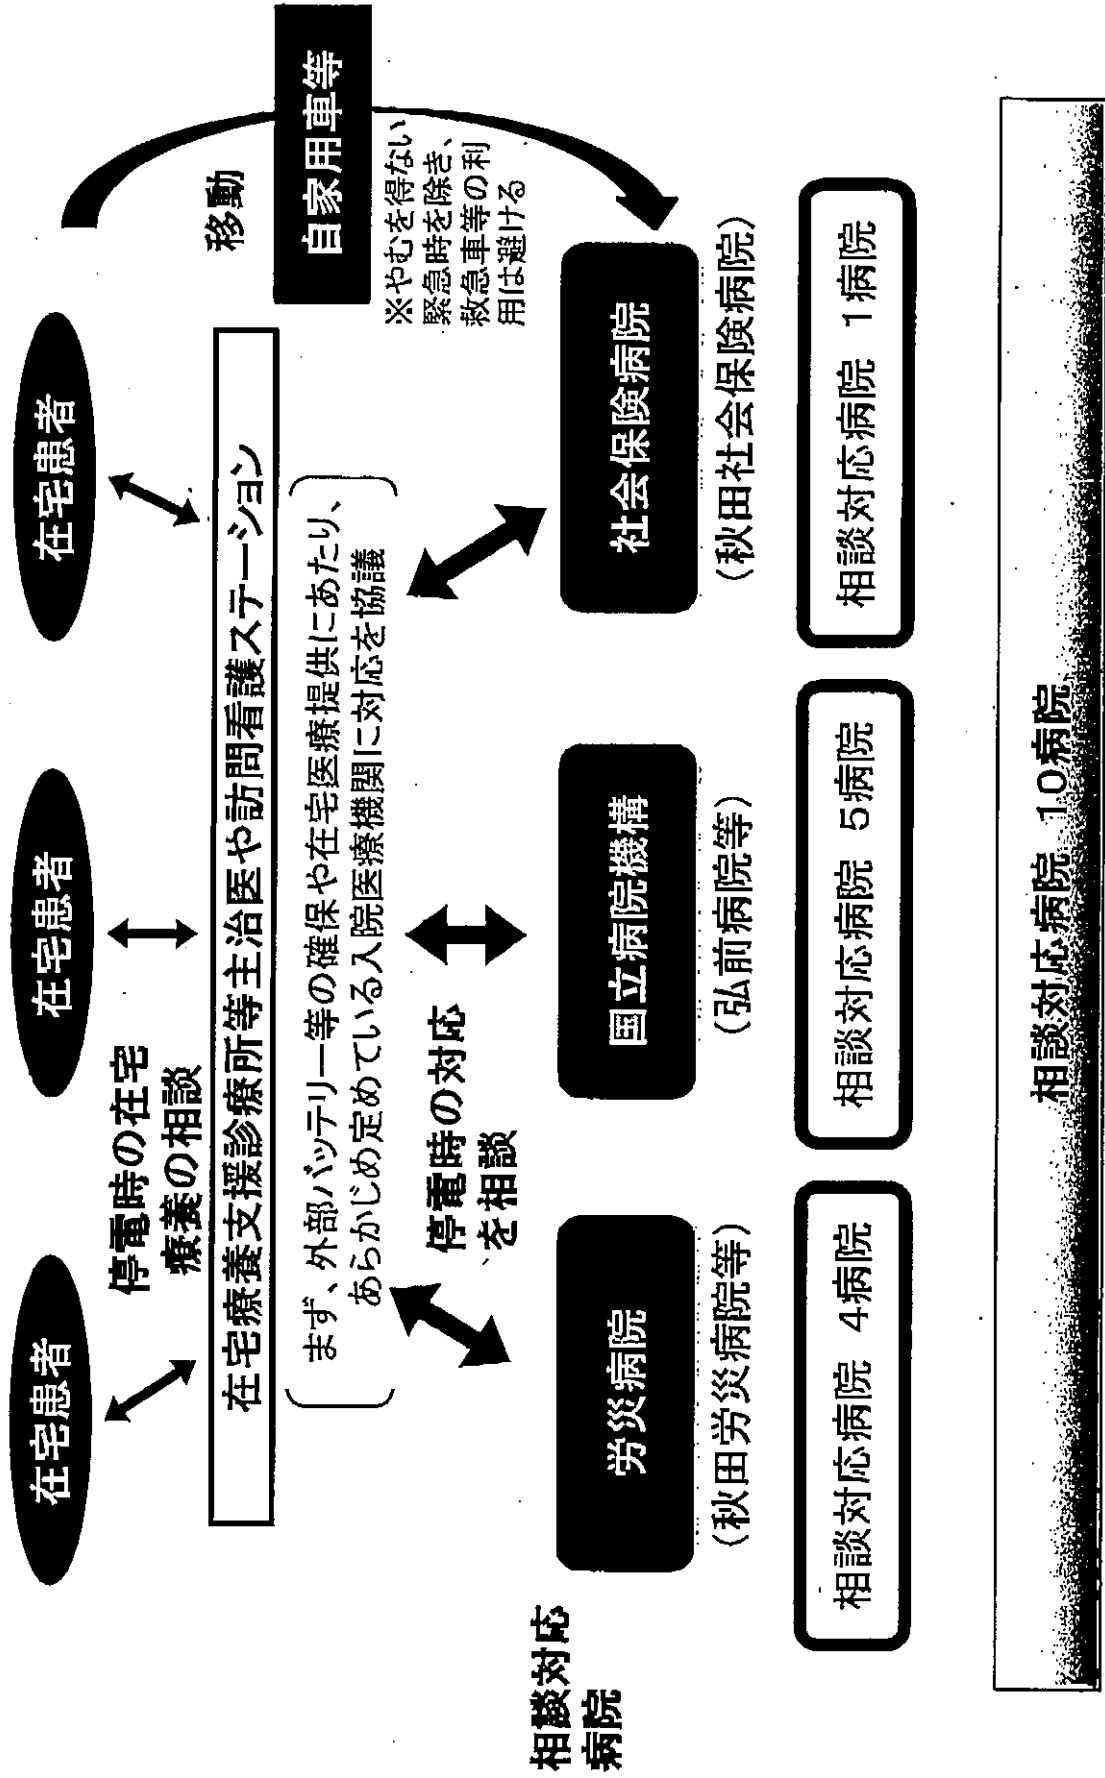 在宅患者
在宅患者
在宅患者
停電時の在宅
療養の相談
移動
自家用車等
※やむを得ない
緊急時を除き、
救急車等の利
用は避ける
在宅療養支援診療所等主治医や訪問看護ステーション
まず、外部バッテリー等の確保や在宅医療提供にあたり、
あらかじめ定めている入院医療機関に対応を協議
停電時の対応
を相談
相談対応
病院
労災病院
(秋田労災病院等)
国立病院機構
(弘前病院等)
社会保険病院
(秋田社会保険病院)
相談対応病院 4病院
相談対応病院 5病院
相談対応病院 1病院
相談対応病院 10病院